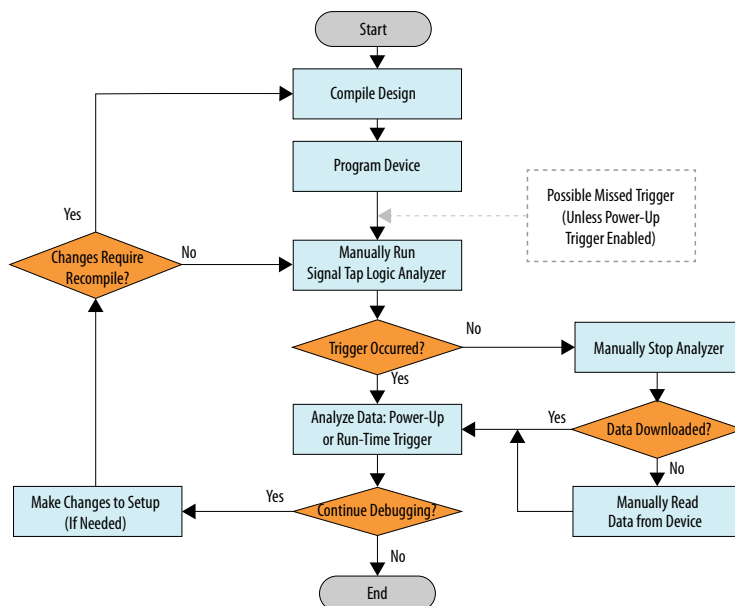 Start
Compile Design
Program Device
Possible Missed Trigger
(Unless Power-Up
Trigger Enabled)
Yes
Changes Require
Recompile?
No
Manually Run
Signal Tap Logic Analyzer
Trigger Occurred?
No
Manually Stop Analyzer
Yes
Analyze Data: Power-Up
or Run-Time Trigger
Yes
Data Downloaded?
No
Manually Read
Data from Device
Make Changes to Setup
(If Needed)
Yes
Continue Debugging?
No
End